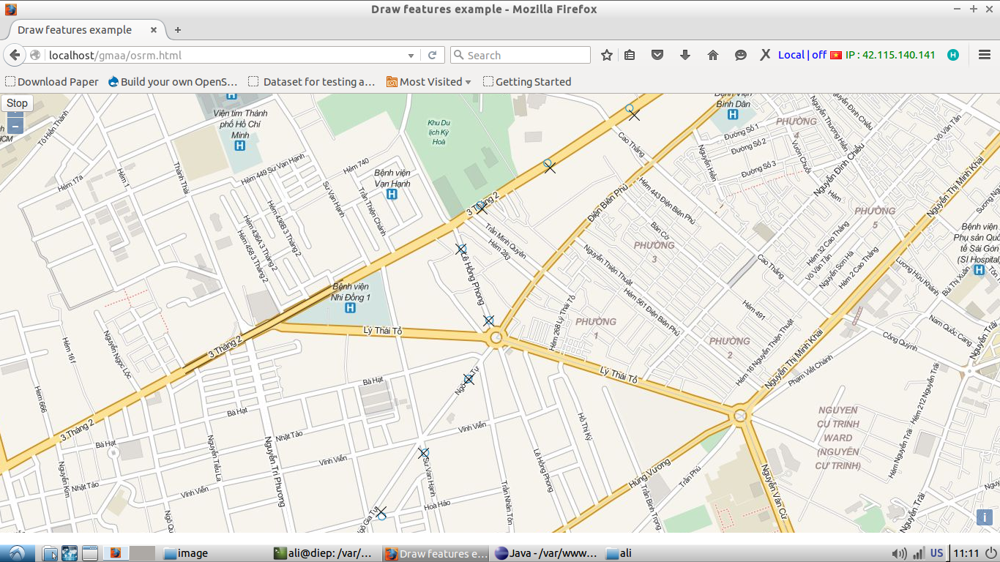 Draw features example - Mozilla Firefox
Draw features example
localhost/gmaa/osrm.html
Search
Local | off
IP : 42.115.140.141
H
Download Paper
Build your own OpenS...
Dataset for testing a...
Most Visited
Getting Started
Stop
–
HCM
Tô Hiến Thành
Hẻm 17a
Hẻm 1
Thành Thái
H
Viện tim Thành
phố Hồ Chí
Minh
H
Hẻm 449 Sư Vạn Hạnh
Sư Vạn Hạnh
Hẻm 740
Bệnh viện
Vạn Hạnh
H
Trần Thiện Chánh
Hẻm 436B 3 Tháng 2
Hẻm 436A 3 Tháng 2
Hẻm 458 3 Tháng 2
Khu Du
lịch Kỳ
Hoà
3 Tháng 2
Cao Thắng
Bệnh Viện
Bình Dân
H
Đường Số 1
Đường Số 2
Đường Số 3
Nguyễn Hiền
Vườn Chuối
PHƯỜNG
4
Nguyễn Thượng Hiền
Nguyễn Đình Chiểu
Võ Văn Tần
Nguyễn Đình Chiểu
Nguyễn Thị Minh Khai
Điện Biên Phủ
Hẻm 443 Điện Biên Phủ
Bàn Cờ
Hẻm
PHƯỜNG
5
PHƯỜNG
3
Trần Minh Quyền
Hẻm 283
Lê Hồng Phong
Nguyễn Thiện Thuật
Hẻm 561 Điện Biên Phủ
Cao Thắng
Hẻm 32 Cao Thắng
Võ Văn Tần
Nguyễn Sơn Hà
Hẻm 2 Cao Thắng
Lương Hữu Khánh
Bùi Thị Xuân
Sương Ng
Bệnh viện
Phụ sản Quố
tế Sài Gòn
(SI Hospital)
H
Tôn
Bệnh viện
Nhi Đồng 1
H
Lý Thái Tổ
Hẻm 268 Lý Thái Tổ
PHƯỜNG
1
Hẻm 491
PHƯỜNG
2
Hẻm 16 Nguyễn Thiện Thuật
Nguyễn Thị Minh Khai
Phạm Viết Chánh
Cống Quỳnh
Nam Quốc Cang
Nguyễn Trãi
Hẻm 212 Nguyễn Trãi
3 Tháng 2
Nguyễn Ngọc Lộc
Hẻm 16 f
Hẻm 666
3 Tháng 2
Bà Hạt
Bà Hạt
Bà Hạt
Lý Thái Tổ
Ngô Gia Tự
Vĩnh Viễn
Nhật Tảo
Vĩnh Viễn
Nguyễn Tri Phương
Nguyễn Tiểu La
Nguyễn Kim
Nhật Tảo
Vĩnh Viễn
Ngô Qu
Sư Vạn Hạnh
Hoà Hảo
Ngô Gia Tự
Trần Nhân Tôn
Lê Hồng Phong
Hồ Thị Kỷ
Hùng Vương
Trần Bình Trọng
Trần Phú
Nguyễn Văn Cừ
NGUYEN
CU TRINH
WARD
(NGUYỄN
CƯ TRINH)
Hẻm Nguyễn Trãi
Nguyễn Trãi
Nguyễ
i
image
ali@diep: /var/...
Draw features e...
Java - /var/www...
ali
US
11:11